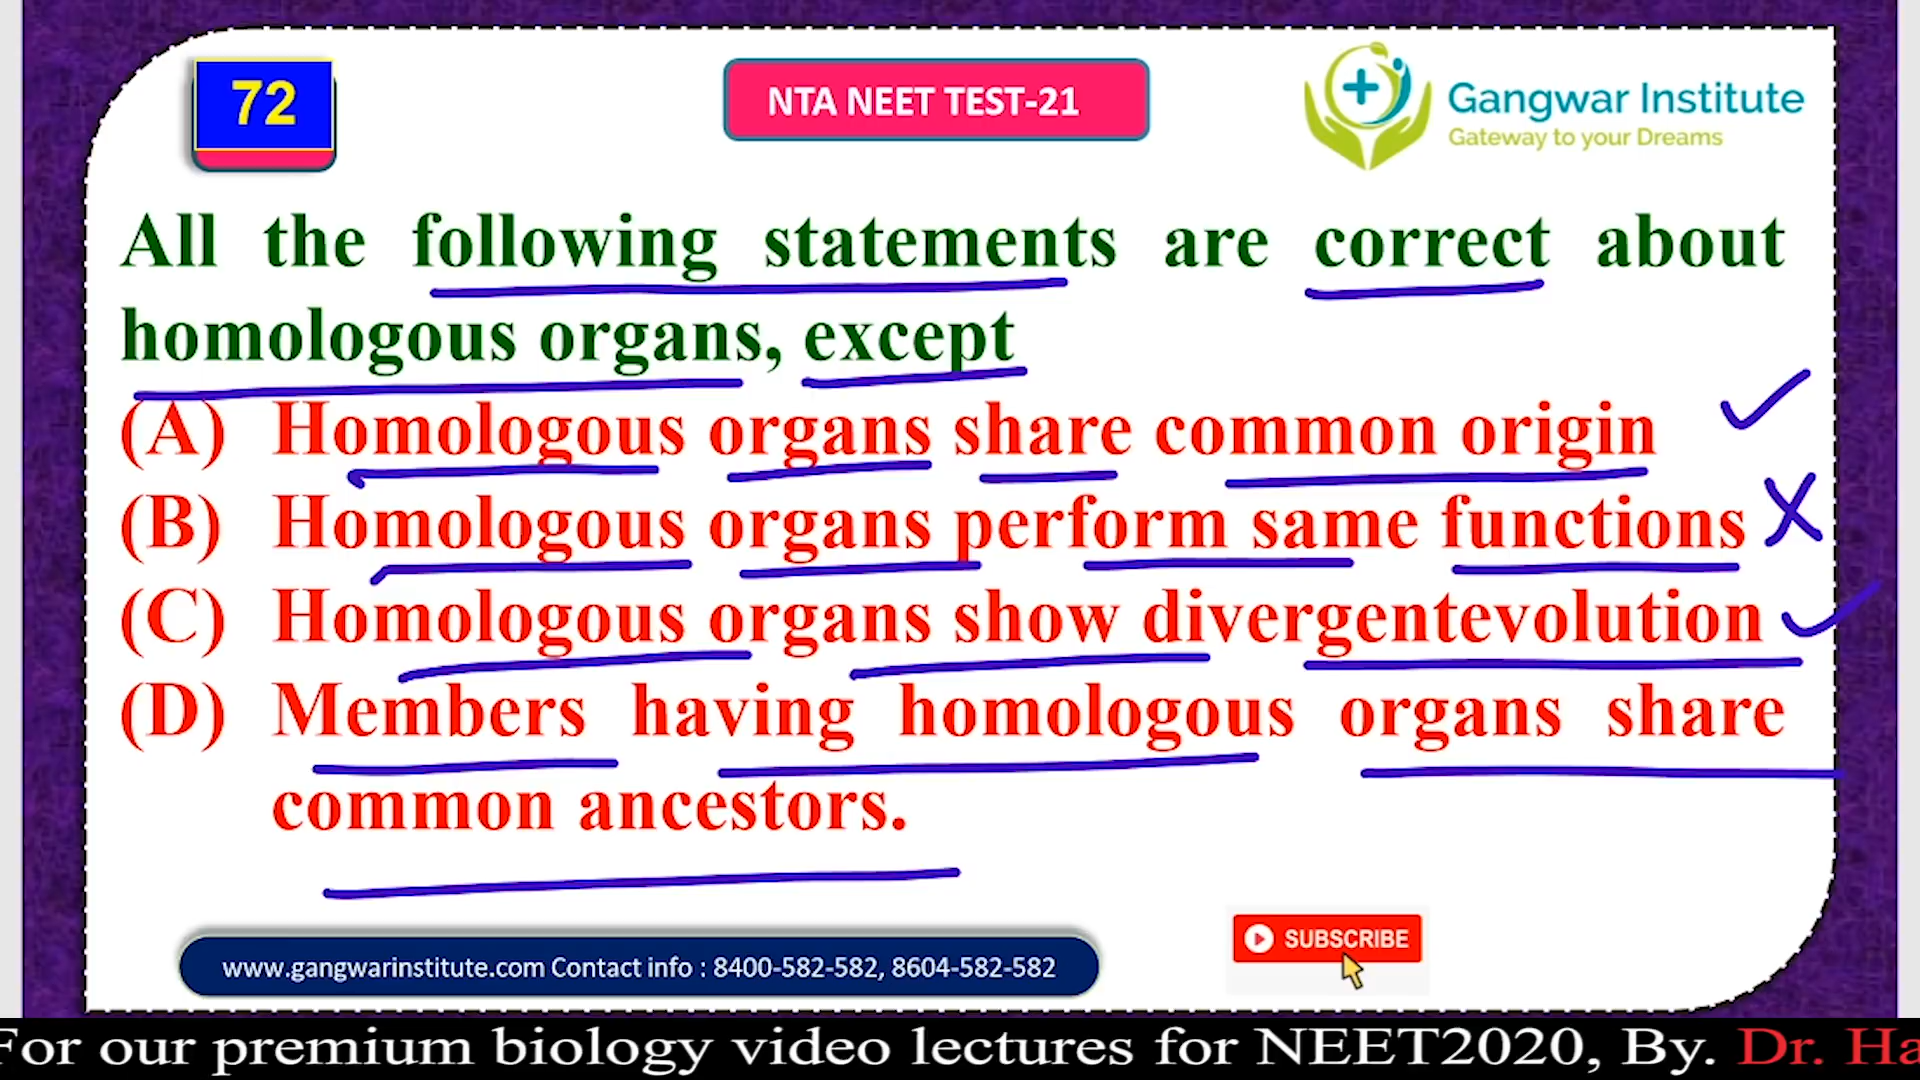 72
NTA NEET TEST-21
Gangwar Institute
Gateway to your Dreams
All the following statements are correct about
homologous organs, except
(A) Homologous organs share common origin
(B) Homologous organs perform same functions
(C) Homologous organs show divergentevolution
(D) Members having homologous organs share
common ancestors.
www.gangwarinstitute.com Contact info : 8400-582-582, 8604-582-582
SUBSCRIBE
For our premium biology video lectures for NEET2020, By. Dr. Ha